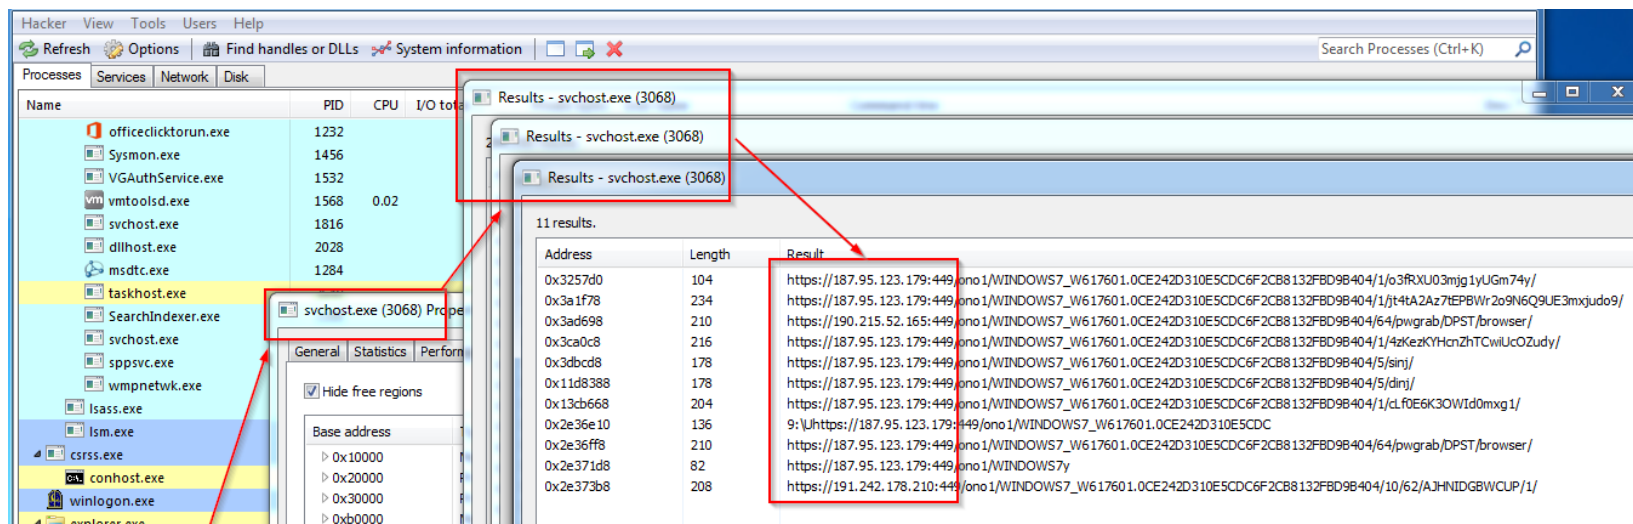 Hacker View Tools Users Help
Refresh Options Find handles or DLLs System information Search Processes (Ctrl+K)
Processes Services Network Disk
Name PID CPU I/O tota
officeclicktorun.exe 1232
Sysmon.exe 1456
VGAuthService.exe 1532
vmtoolsd.exe 1568 0.02
svchost.exe 1816
dllhost.exe 2028
msdtc.exe 1284
taskhost.exe
SearchIndexer.exe
svchost.exe
sppsvc.exe
wmpnetwk.exe
lsass.exe
lsm.exe
csrss.exe
conhost.exe
winlogon.exe
explorer.exe
svchost.exe (3068) Prope
General Statistics Perform
Hide free regions
Base address
0x10000
0x20000
0x30000
0xb0000
Results - svchost.exe (3068)
Results - svchost.exe (3068)
Results - svchost.exe (3068)
11 results.
Address Length Result
0x3257d0 104 https://187.95.123.179:449/ono1/WINDOWS7_W617601.0CE242D310E5CDC6F2CB8132FBD9B404/1/o3fRXU03mjg1yUGm74y/
0x3a1f78 234 https://187.95.123.179:449/ono1/WINDOWS7_W617601.0CE242D310E5CDC6F2CB8132FBD9B404/1/jt4tA2Az7tEPBWr2o9N6Q9UE3mxjudo9/
0x3ad698 210 https://190.215.52.165:449/ono1/WINDOWS7_W617601.0CE242D310E5CDC6F2CB8132FBD9B404/64/pwgrab/DPST/browser/
0x3ca0c8 216 https://187.95.123.179:449/ono1/WINDOWS7_W617601.0CE242D310E5CDC6F2CB8132FBD9B404/1/4zKezKYHcnZhTCwiUcOZudy/
0x3dbcd8 178 https://187.95.123.179:449/ono1/WINDOWS7_W617601.0CE242D310E5CDC6F2CB8132FBD9B404/5/sinj/
0x11d8388 178 https://187.95.123.179:449/ono1/WINDOWS7_W617601.0CE242D310E5CDC6F2CB8132FBD9B404/5/dinj/
0x13cb668 204 https://187.95.123.179:449/ono1/WINDOWS7_W617601.0CE242D310E5CDC6F2CB8132FBD9B404/1/cLf0E6K3OWId0mxg1/
0x2e36e10 136 9:\Uhttps://187.95.123.179:449/ono1/WINDOWS7_W617601.0CE242D310E5CDC
0x2e36ff8 210 https://187.95.123.179:449/ono1/WINDOWS7_W617601.0CE242D310E5CDC6F2CB8132FBD9B404/64/pwgrab/DPST/browser/
0x2e371d8 82 https://187.95.123.179:449/ono1/WINDOWS7y
0x2e373b8 208 https://191.242.178.210:449/ono1/WINDOWS7_W617601.0CE242D310E5CDC6F2CB8132FBD9B404/10/62/AJHNIDGBWCUP/1/